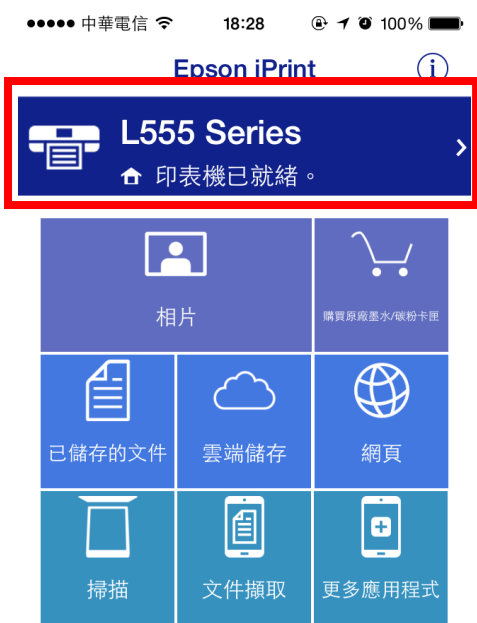 中華電信 18:28 100%
Epson iPrint
L555 Series
印表機已就緒。
相片
購買原廠墨水/碳粉卡匣
已儲存的文件
雲端儲存
網頁
掃描
文件擷取
更多應用程式